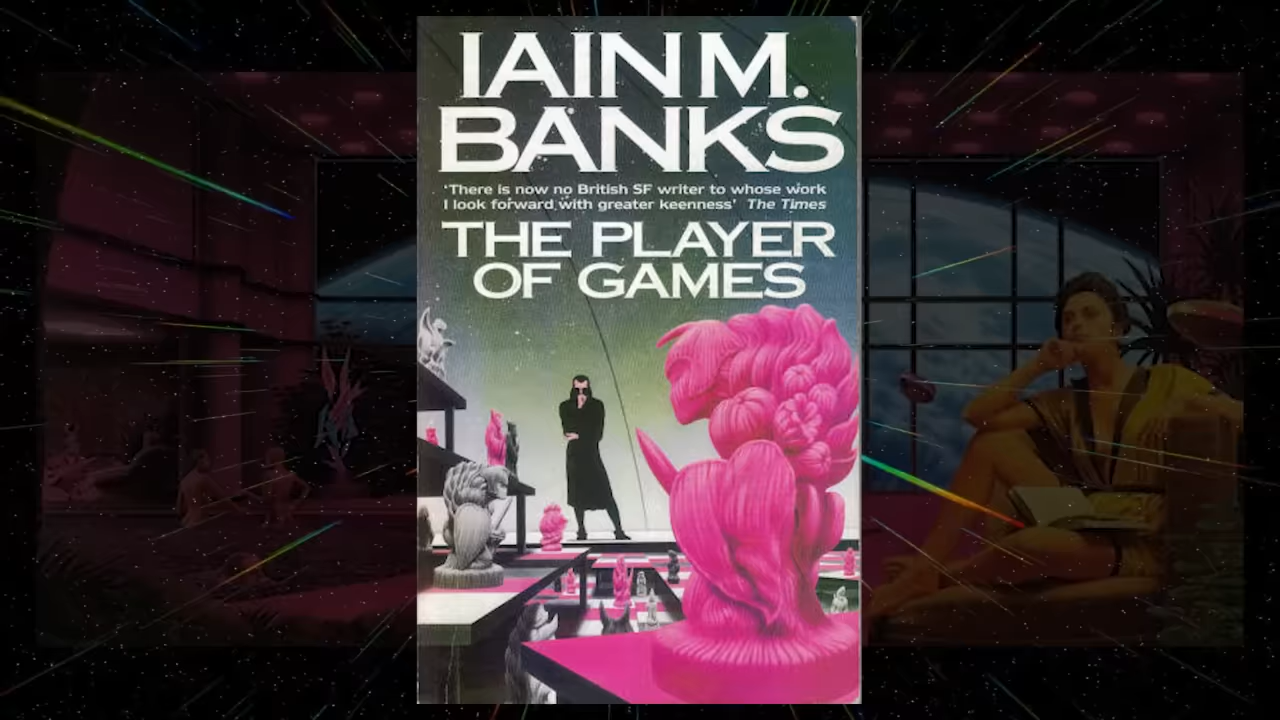 IAIN M.
BANKS
‘There is now no British SF writer to whose work
I look forward with greater keenness’ The Times
THE PLAYER
OF GAMES